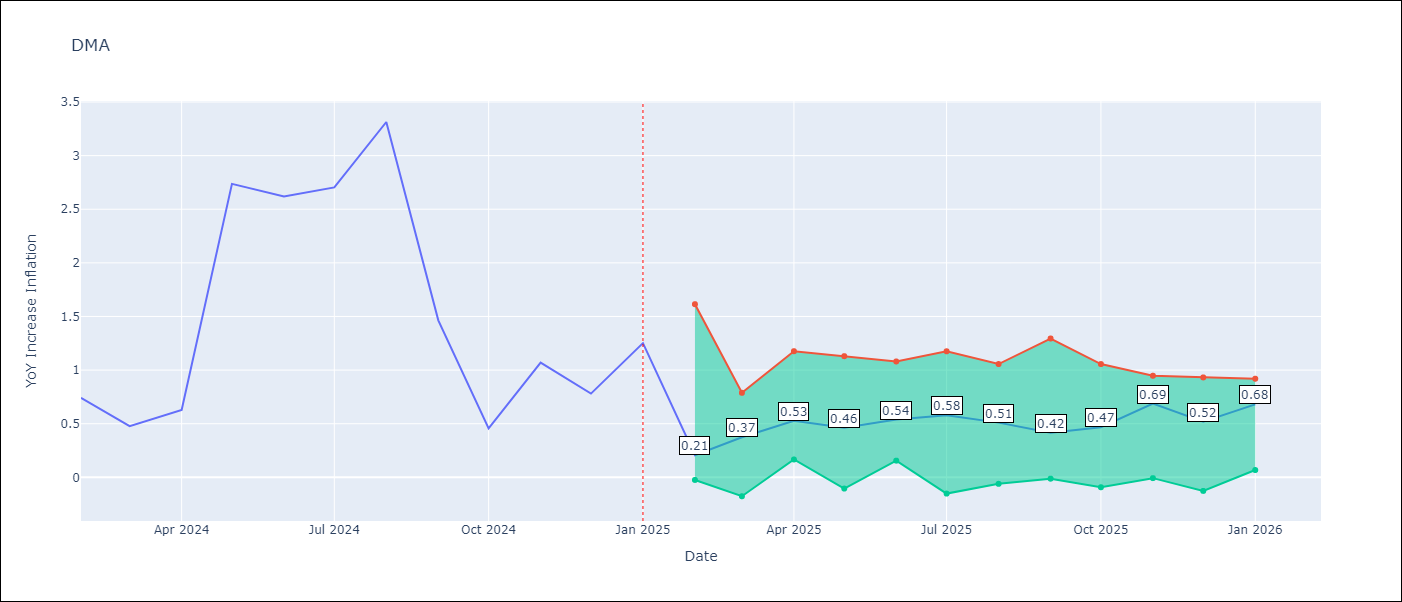 DMA
YoY Increase Inflation
3.5
3
2.5
2
1.5
1
0.5
0
0.21
0.37
0.53
0.46
0.54
0.58
0.51
0.42
0.47
0.69
0.52
0.68
Apr 2024
Jul 2024
Oct 2024
Jan 2025
Apr 2025
Jul 2025
Oct 2025
Jan 2026
Date